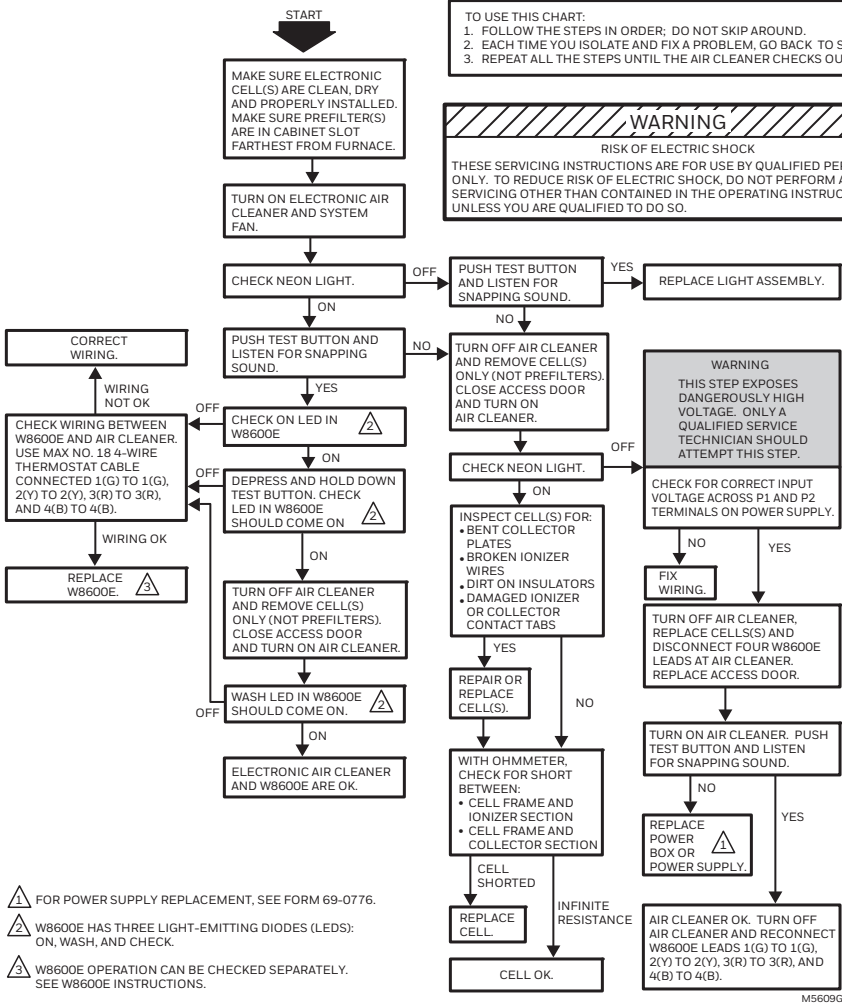 START
TO USE THIS CHART:
1. FOLLOW THE STEPS IN ORDER; DO NOT SKIP AROUND.
2. EACH TIME YOU ISOLATE AND FIX A PROBLEM, GO BACK TO
3. REPEAT ALL THE STEPS UNTIL THE AIR CLEANER CHECKS
MAKE SURE ELECTRONIC
CELL(S) ARE CLEAN, DRY
AND PROPERLY INSTALLED.
MAKE SURE PREFILTER(S)
ARE IN CABINET SLOT
FARTHEST FROM FURNACE.
WARNING
RISK OF ELECTRIC SHOCK
THESE SERVICING INSTRUCTIONS ARE FOR USE BY QUALIFIED
ONLY. TO REDUCE RISK OF ELECTRIC SHOCK, DO NOT PERFORM
SERVICING OTHER THAN CONTAINED IN THE OPERATING
UNLESS YOU ARE QUALIFIED TO DO SO.
TURN ON ELECTRONIC AIR
CLEANER AND SYSTEM
FAN.
CHECK NEON LIGHT.
OFF
PUSH TEST BUTTON
AND LISTEN FOR
SNAPPING SOUND.
YES
REPLACE LIGHT ASSEMBLY.
ON
NO
PUSH TEST BUTTON AND
LISTEN FOR SNAPPING
SOUND.
NO
TURN OFF AIR CLEANER
AND REMOVE CELL(S)
ONLY (NOT PREFILTERS).
CLOSE ACCESS DOOR
AND TURN ON
AIR CLEANER.
YES
CORRECT
WIRING.
WIRING
NOT OK
CHECK ON LED IN
W8600E
2
OFF
CHECK WIRING BETWEEN
W8600E AND AIR CLEANER.
USE MAX NO. 18 4-WIRE
THERMOSTAT CABLE
CONNECTED 1(G) TO 1(G),
2(Y) TO 2(Y), 3(R) TO 3(R),
AND 4(B) TO 4(B).
ON
OFF
DEPRESS AND HOLD DOWN
TEST BUTTON. CHECK
LED IN W8600E
SHOULD COME ON
2
WIRING OK
REPLACE
W8600E.
3
ON
TURN OFF AIR CLEANER
AND REMOVE CELL(S)
ONLY (NOT PREFILTERS).
CLOSE ACCESS DOOR
AND TURN ON AIR CLEANER.
WASH LED IN W8600E
SHOULD COME ON.
2
OFF
ON
ELECTRONIC AIR CLEANER
AND W8600E ARE OK.
CHECK NEON LIGHT.
OFF
ON
WARNING
THIS STEP EXPOSES
DANGEROUSLY HIGH
VOLTAGE. ONLY A
QUALIFIED SERVICE
TECHNICIAN SHOULD
ATTEMPT THIS STEP.
CHECK FOR CORRECT INPUT
VOLTAGE ACROSS P1 AND P2
TERMINALS ON POWER SUPPLY.
INSPECT CELL(S) FOR:
• BENT COLLECTOR
PLATES
• BROKEN IONIZER
WIRES
• DIRT ON INSULATORS
• DAMAGED IONIZER
OR COLLECTOR
CONTACT TABS
YES
NO
REPAIR OR
REPLACE
CELL(S).
WITH OHMMETER,
CHECK FOR SHORT
BETWEEN:
• CELL FRAME AND
IONIZER SECTION
• CELL FRAME AND
COLLECTOR SECTION
CELL
SHORTED
INFINITE
RESISTANCE
REPLACE
CELL.
CELL OK.
NO
YES
FIX
WIRING.
TURN OFF AIR CLEANER,
REPLACE CELLS(S) AND
DISCONNECT FOUR W8600E
LEADS AT AIR CLEANER.
REPLACE ACCESS DOOR.
TURN ON AIR CLEANER. PUSH
TEST BUTTON AND LISTEN
FOR SNAPPING SOUND.
NO
YES
REPLACE
POWER
BOX OR
POWER SUPPLY.
1
AIR CLEANER OK. TURN OFF
AIR CLEANER AND RECONNECT
W8600E LEADS 1(G) TO 1(G),
2(Y) TO 2(Y), 3(R) TO 3(R), AND
4(B) TO 4(B).
1 FOR POWER SUPPLY REPLACEMENT, SEE FORM 69-0776.
2 W8600E HAS THREE LIGHT-EMITTING DIODES (LEDS):
ON, WASH, AND CHECK.
3 W8600E OPERATION CAN BE CHECKED SEPARATELY.
SEE W8600E INSTRUCTIONS.
M5609G